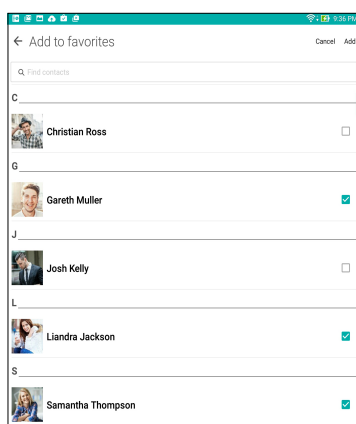 9:36 PM
Add to favorites
Cancel Add
Find contacts
C
Christian Ross
G
Gareth Muller
J
Josh Kelly
L
Liandra Jackson
S
Samantha Thompson